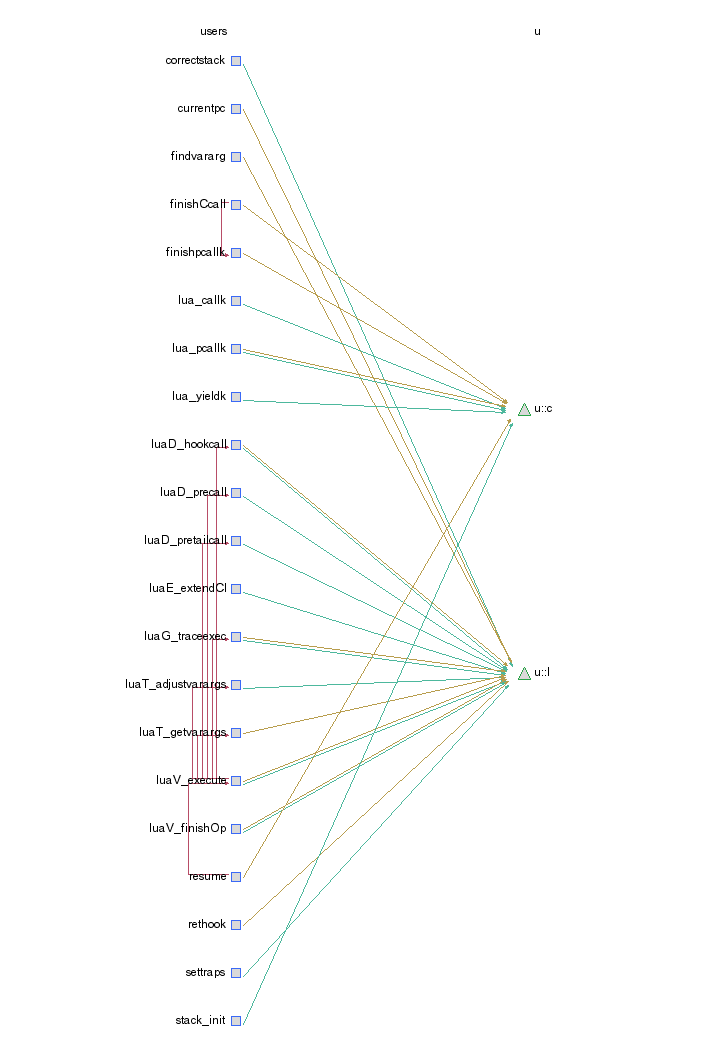 users u
correctstack
currentpc
findvararg
finishCcall
finishpcallk
lua_callk
lua_pcallk
lua_yieldk
u::c
luaD_hookcall
luaD_precall
luaD_pretailcall
luaE_extendCI
luaG_traceexec
u::l
luaT_adjustvarargs
luaT_getvarargs
luaV_execute
luaV_finishOp
resume
rethook
settraps
stack_init